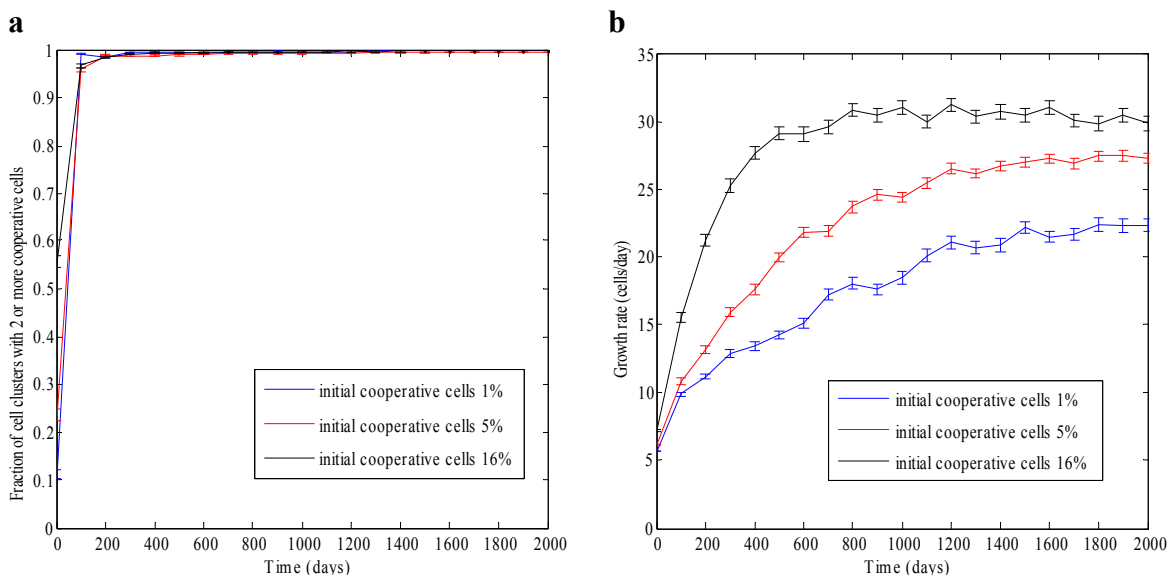 a
1
0.9
0.8
0.7
0.6
0.5
0.4
0.3
0.2
0.1
0
Fraction of cell clusters with 2 or more cooperative cells
initial cooperative cells 1%
initial cooperative cells 5%
initial cooperative cells 16%
0 200 400 600 800 1000 1200 1400 1600 1800 2000
Time (days)
b
35
30
25
20
15
10
5
0
Growth rate (cells/day)
initial cooperative cells 1%
initial cooperative cells 5%
initial cooperative cells 16%
0 200 400 600 800 1000 1200 1400 1600 1800 2000
Time (days)